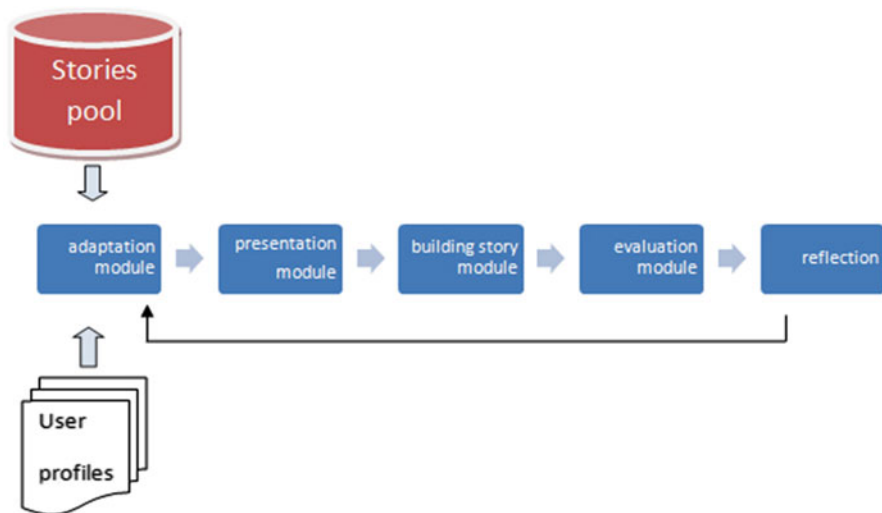 Stories
pool
adaptation
module
presentation
module
building story
module
evaluation
module
reflection
User
profiles